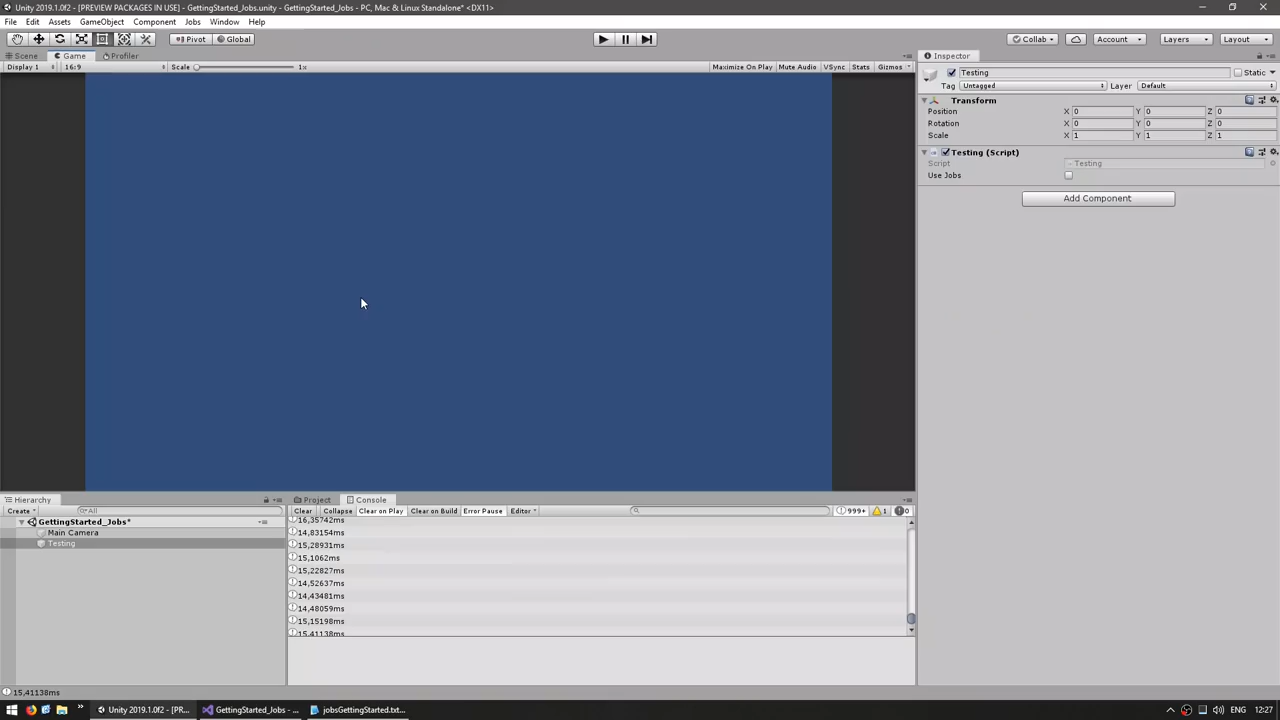 Unity 2019.1.0f2 - [PREVIEW PACKAGES IN USE] - GettingStarted_Jobs.unity - GettingStarted_Jobs - PC, Mac & Linux Standalone* <DX11>
File Edit Assets GameObject Component Jobs Window Help
Pivot Global Collab Account Layers Layout
Scene Game Profiler
Display 1 16:9 Scale 1x Maximize On Play Mute Audio VSync Stats Gizmos
Inspector
Testing Static
Tag Untagged Layer Default
Transform
Position X 0 Y 0 Z 0
Rotation X 0 Y 0 Z 0
Scale X 1 Y 1 Z 1
Testing (Script)
Script Testing
Use Jobs
Add Component
Hierarchy
Create All
GettingStarted_Jobs*
Main Camera
Testing
Project Console
Clear Collapse Clear on Play Clear on Build Error Pause Editor 999+ 1 0
16,35742ms
14,83154ms
15,28931ms
15,1062ms
15,22827ms
14,52637ms
14,43481ms
14,48059ms
15,15198ms
15,41138ms
15,41138ms
Unity 2019.1.0f2 - [PR... GettingStarted_Jobs - ... jobsGettingStarted.txt... ENG 12:27